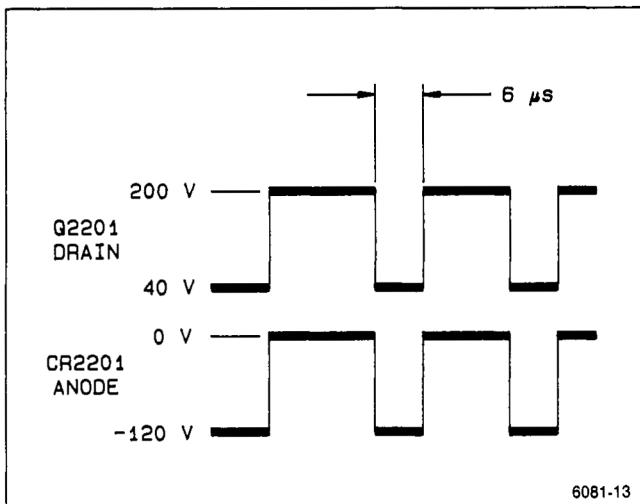 6 µs
200 V
Q2201
DRAIN
40 V
0 V
CR2201
ANODE
-120 V
6081-13